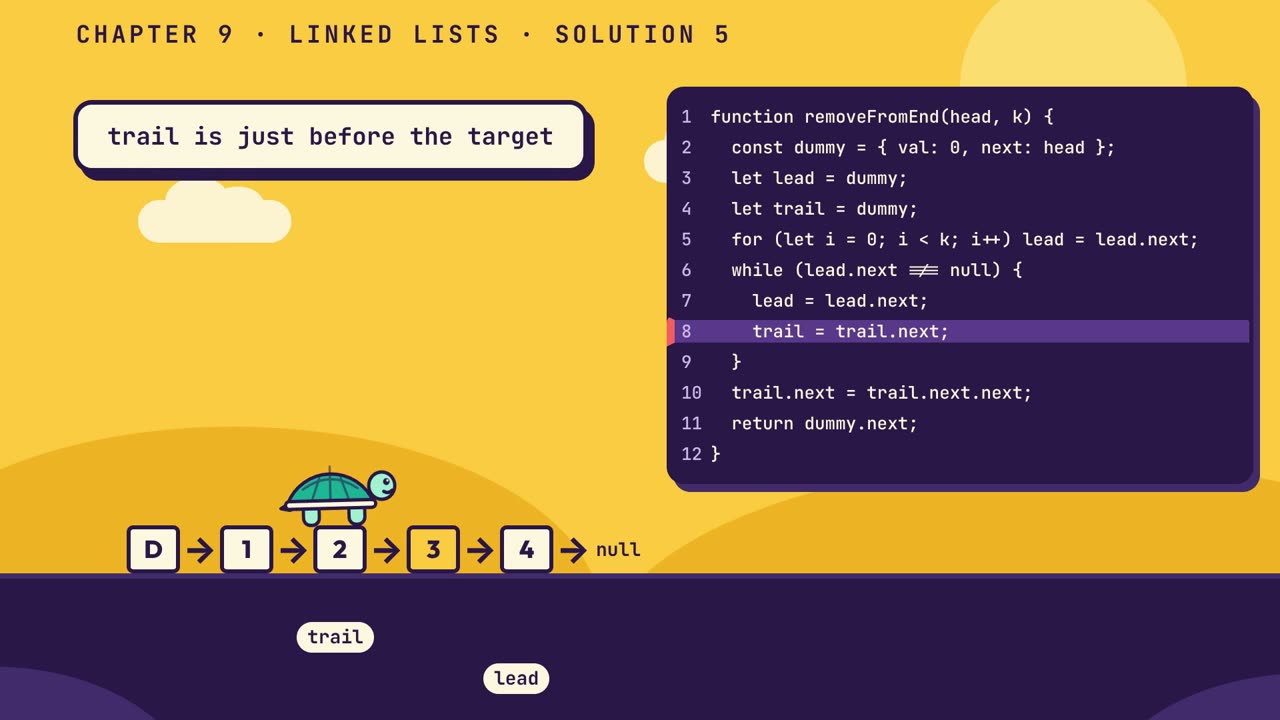 CHAPTER 9 · LINKED LISTS · SOLUTION 5
trail is just before the target
1 function removeFromEnd(head, k) {
2 const dummy = { val: 0, next: head };
3 let lead = dummy;
4 let trail = dummy;
5 for (let i = 0; i < k; i++) lead = lead.next;
6 while (lead.next !== null) {
7 lead = lead.next;
8 trail = trail.next;
9 }
10 trail.next = trail.next.next;
11 return dummy.next;
12 }
D → 1 → 2 → 3 → 4 → null
trail
lead